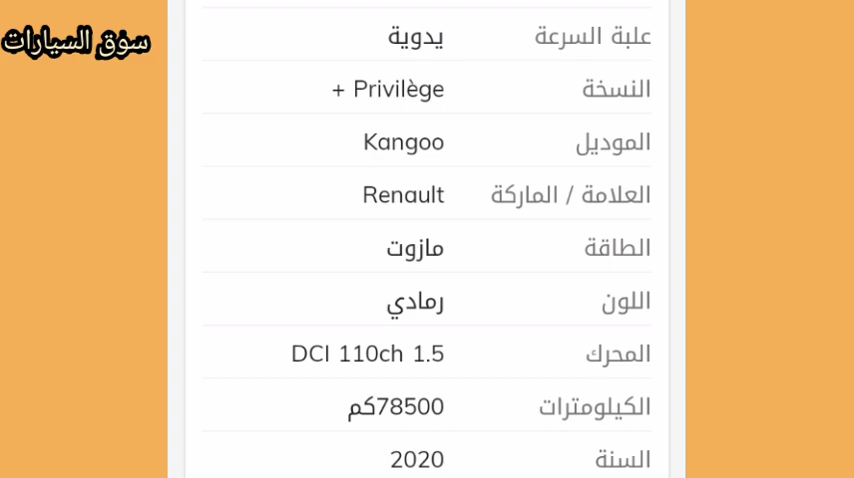 سوق السيارات
علبة السرعة يدوية
النسخة Privilège +
الموديل Kangoo
العلامة / الماركة Renault
الطاقة مازوت
اللون رمادي
المحرك 1.5 DCI 110ch
الكيلومترات 78500كم
السنة 2020